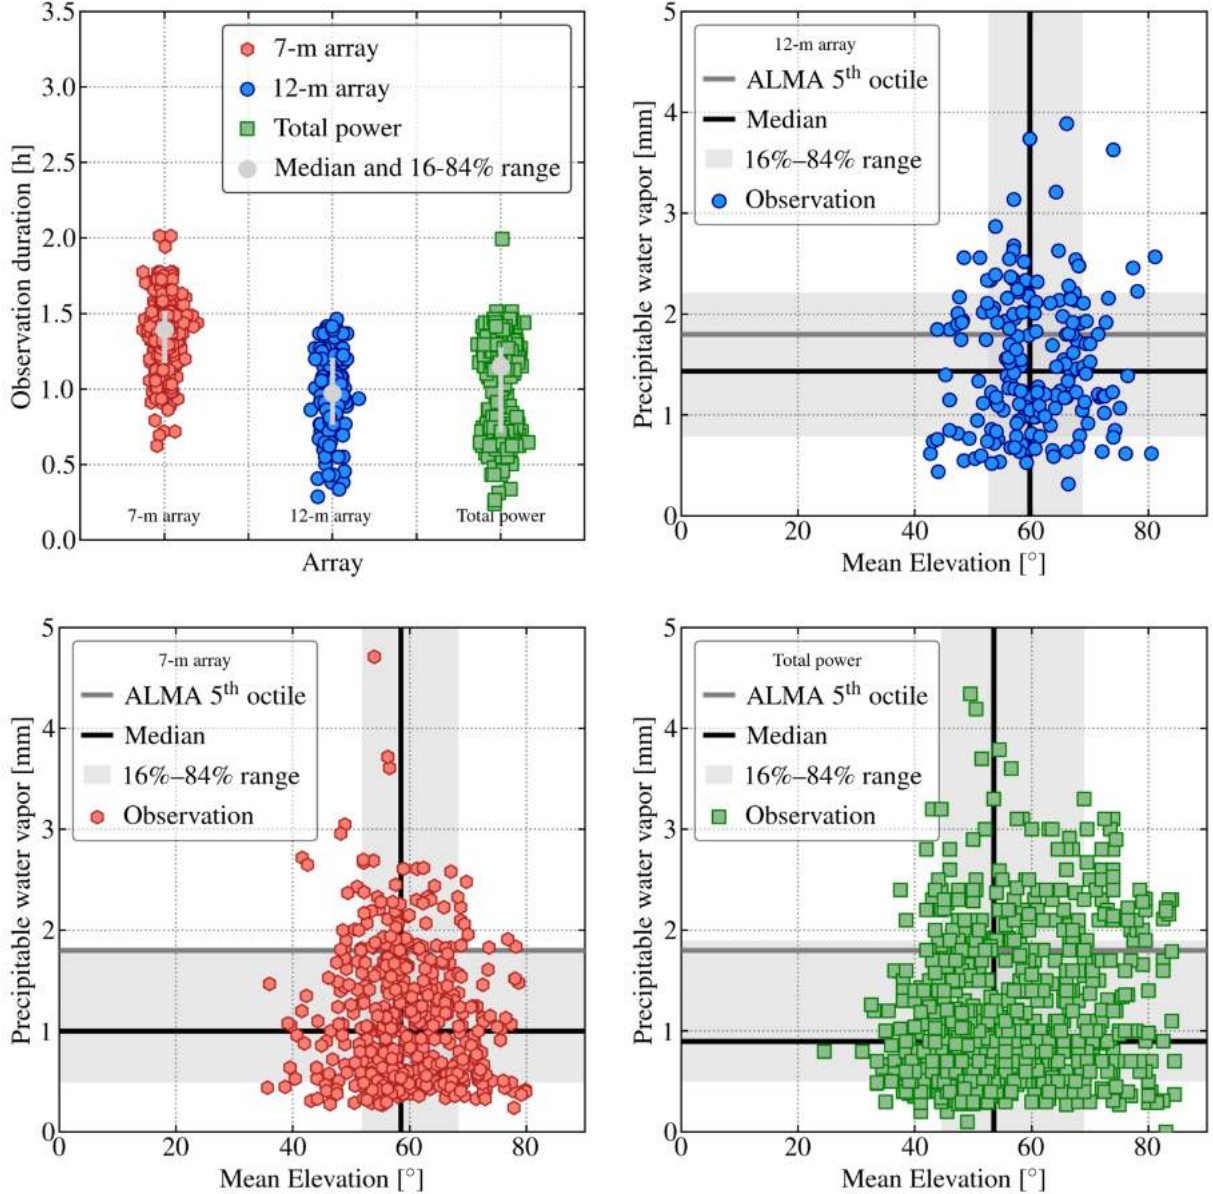 3.5
3.0
2.5
2.0
1.5
1.0
0.5
0.0
Observation duration [h]
7-m array
12-m array
Total power
Median and 16-84% range
7-m array
12-m array
Total power
Array
5
4
3
2
1
0
Precipitable water vapor [mm]
12-m array
ALMA 5th octile
Median
16%–84% range
Observation
0
20
40
60
80
Mean Elevation [°]
5
4
3
2
1
0
Precipitable water vapor [mm]
7-m array
ALMA 5th octile
Median
16%–84% range
Observation
0
20
40
60
80
Mean Elevation [°]
5
4
3
2
1
0
Precipitable water vapor [mm]
Total power
ALMA 5th octile
Median
16%–84% range
Observation
0
20
40
60
80
Mean Elevation [°]